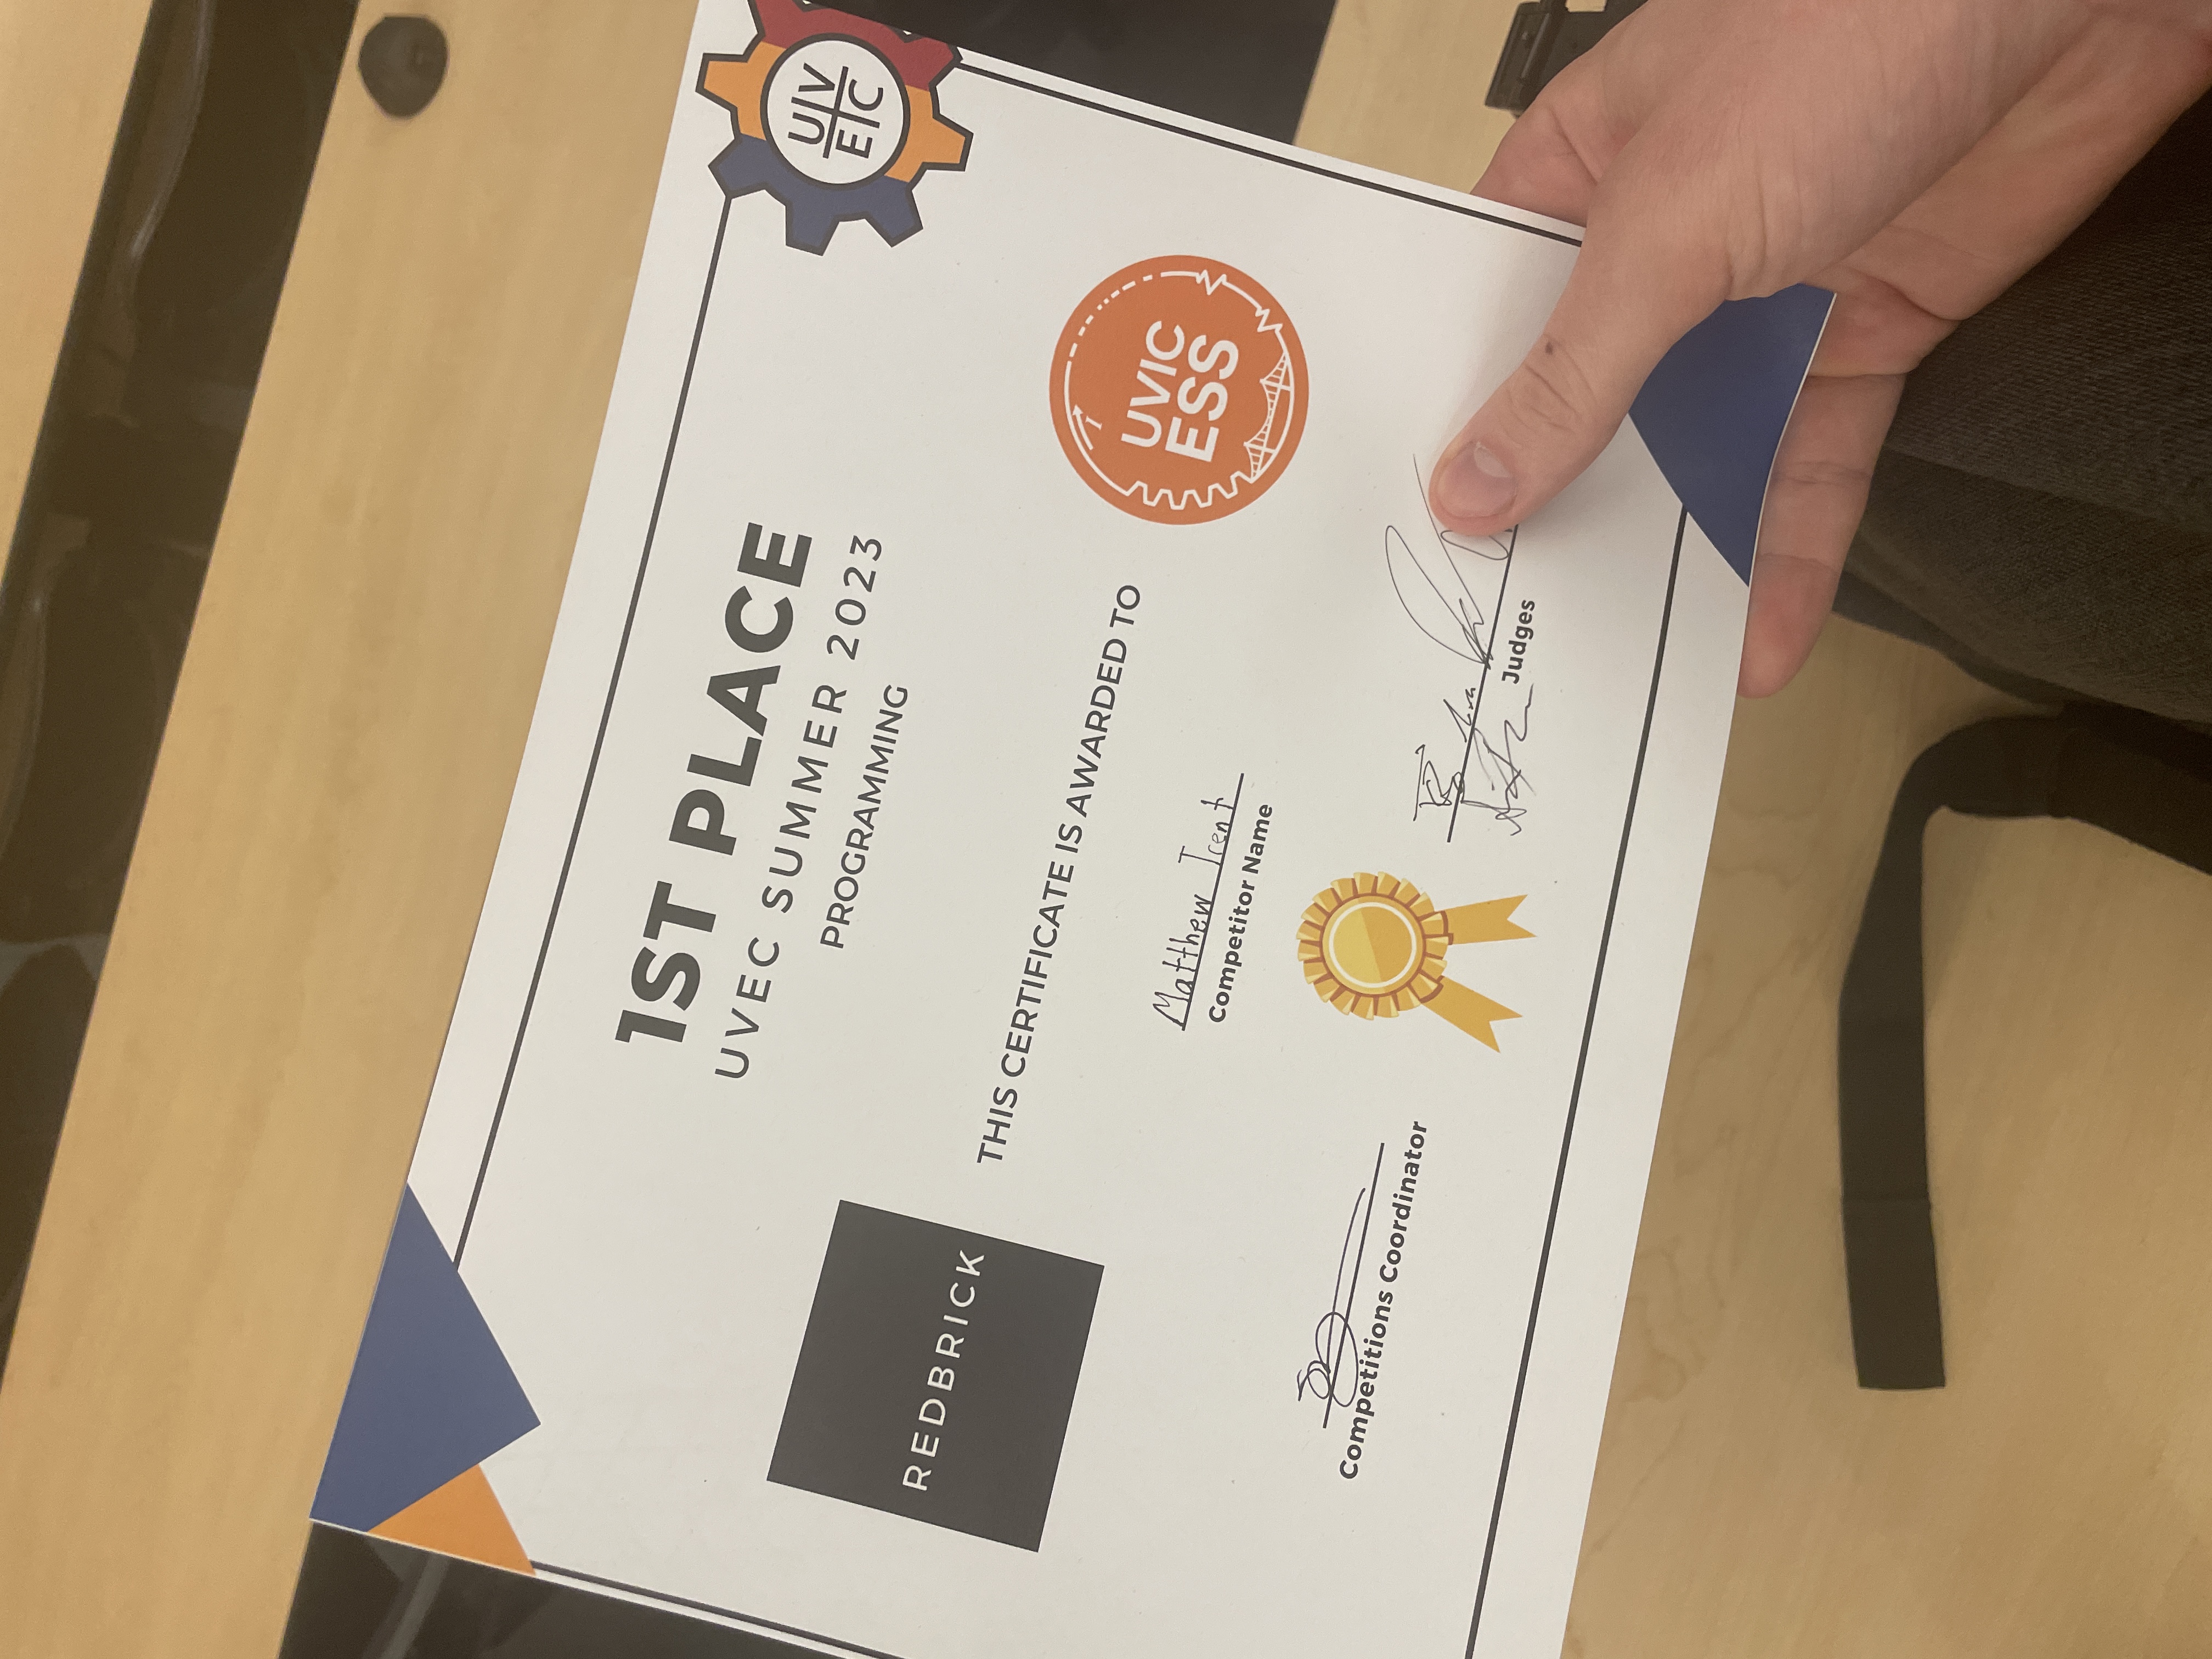 1ST PLACE
UVEC SUMMER 2023
PROGRAMMING
U V
E C
REDBRICK
THIS CERTIFICATE IS AWARDED TO
UVIC
ESS
Matthew Trent
Competitor Name
Competitions Coordinator
Judges